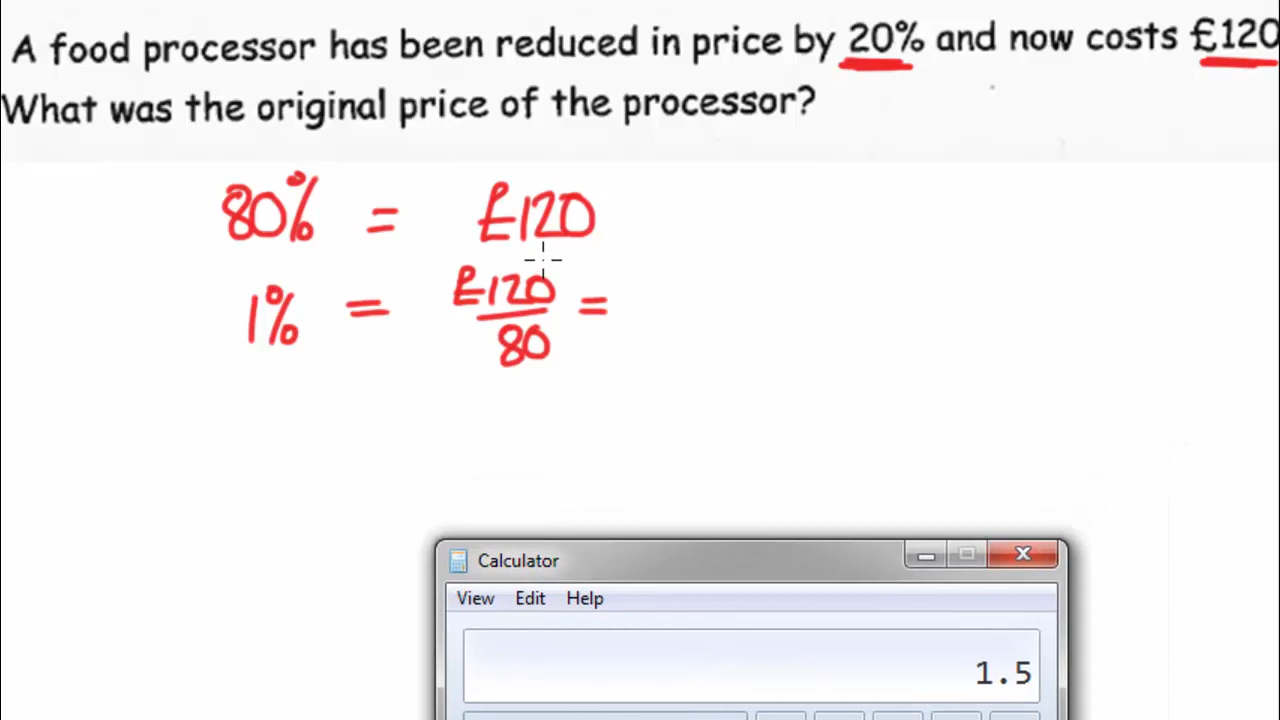 A food processor has been reduced in price by 20% and now costs £120
What was the original price of the processor?
80% = £120
1% = £120/80 =
Calculator
View Edit Help
1.5